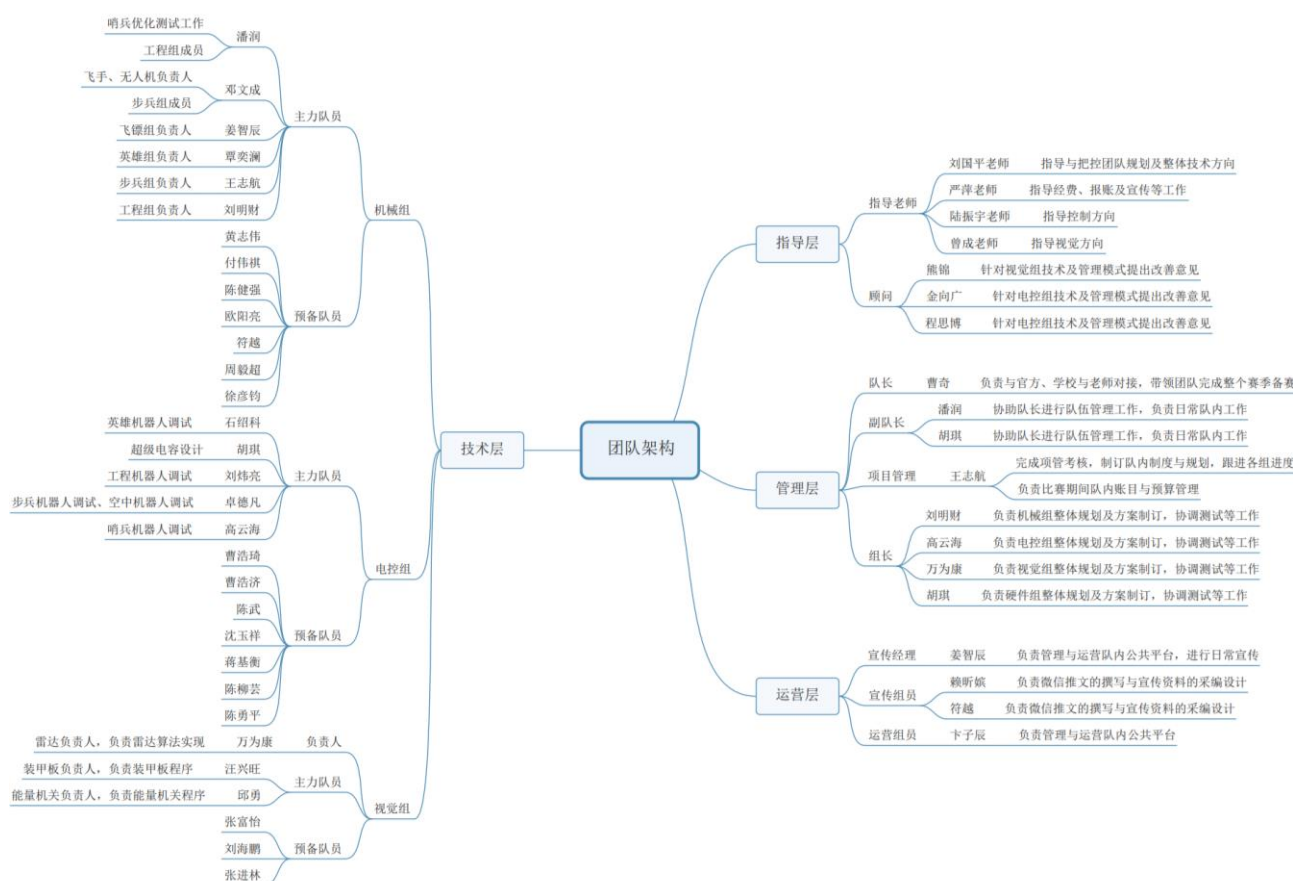 团队架构
技术层
机械组
主力队员
潘润
哨兵优化测试工作
工程组成员
邓文成
飞手、无人机负责人
步兵组成员
飞镖组负责人 姜智辰
英雄组负责人 覃奕澜
步兵组负责人 王志航
工程组负责人 刘明财
预备队员
黄志伟
付伟祺
陈健强
欧阳亮
符越
周毅超
徐彦钧
电控组
主力队员
英雄机器人调试 石绍科
超级电容设计 胡琪
工程机器人调试 刘炜亮
步兵机器人调试、空中机器人调试 卓德凡
哨兵机器人调试 高云海
预备队员
曹浩琦
曹浩济
陈武
沈玉祥
蒋基衡
陈柳芸
陈勇平
视觉组
雷达负责人，负责雷达算法实现 万为康 负责人
主力队员
装甲板负责人，负责装甲板程序 汪兴旺
能量机关负责人，负责能量机关程序 邱勇
预备队员
张富怡
刘海鹏
张进林
指导层
指导老师
刘国平老师 指导与把控团队规划及整体技术方向
严萍老师 指导经费、报账及宣传等工作
陆振宇老师 指导控制方向
曾成老师 指导视觉方向
顾问
熊锦 针对视觉组技术及管理模式提出改善意见
金向广 针对电控组技术及管理模式提出改善意见
程思博 针对电控组技术及管理模式提出改善意见
管理层
队长 曹奇 负责与官方、学校与老师对接，带领团队完成整个赛季备赛
副队长
潘润 协助队长进行队伍管理工作，负责日常队内工作
胡琪 协助队长进行队伍管理工作，负责日常队内工作
项目管理 王志航
完成项管考核，制订队内制度与规划，跟进各组进度
负责比赛期间队内账目与预算管理
组长
刘明财 负责机械组整体规划及方案制订，协调测试等工作
高云海 负责电控组整体规划及方案制订，协调测试等工作
万为康 负责视觉组整体规划及方案制订，协调测试等工作
胡琪 负责硬件组整体规划及方案制订，协调测试等工作
运营层
宣传经理 姜智辰 负责管理与运营队内公共平台，进行日常宣传
宣传组员
赖昕嫔 负责微信推文的撰写与宣传资料的采编设计
符越 负责微信推文的撰写与宣传资料的采编设计
运营组员 卞子辰 负责管理与运营队内公共平台